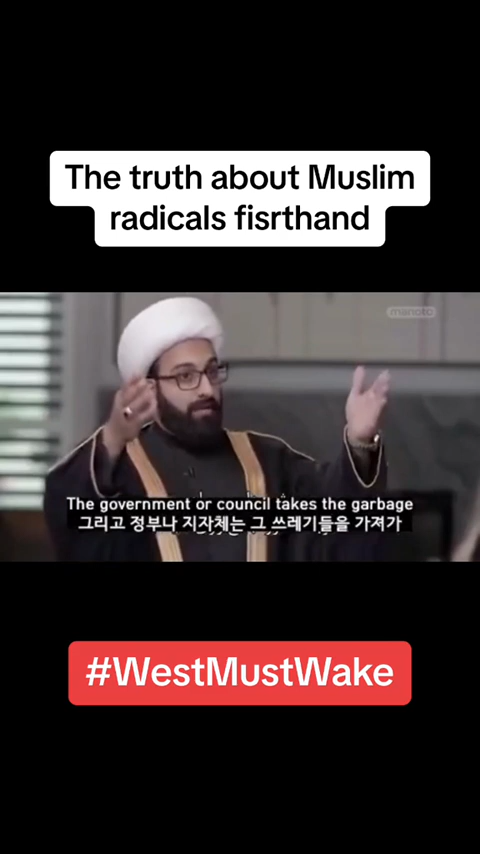 The truth about Muslim
radicals fisrthand
manoto
The government or council takes the garbage
그리고 정부나 지자체는 그 쓰레기들을 가져가
#WestMustWake